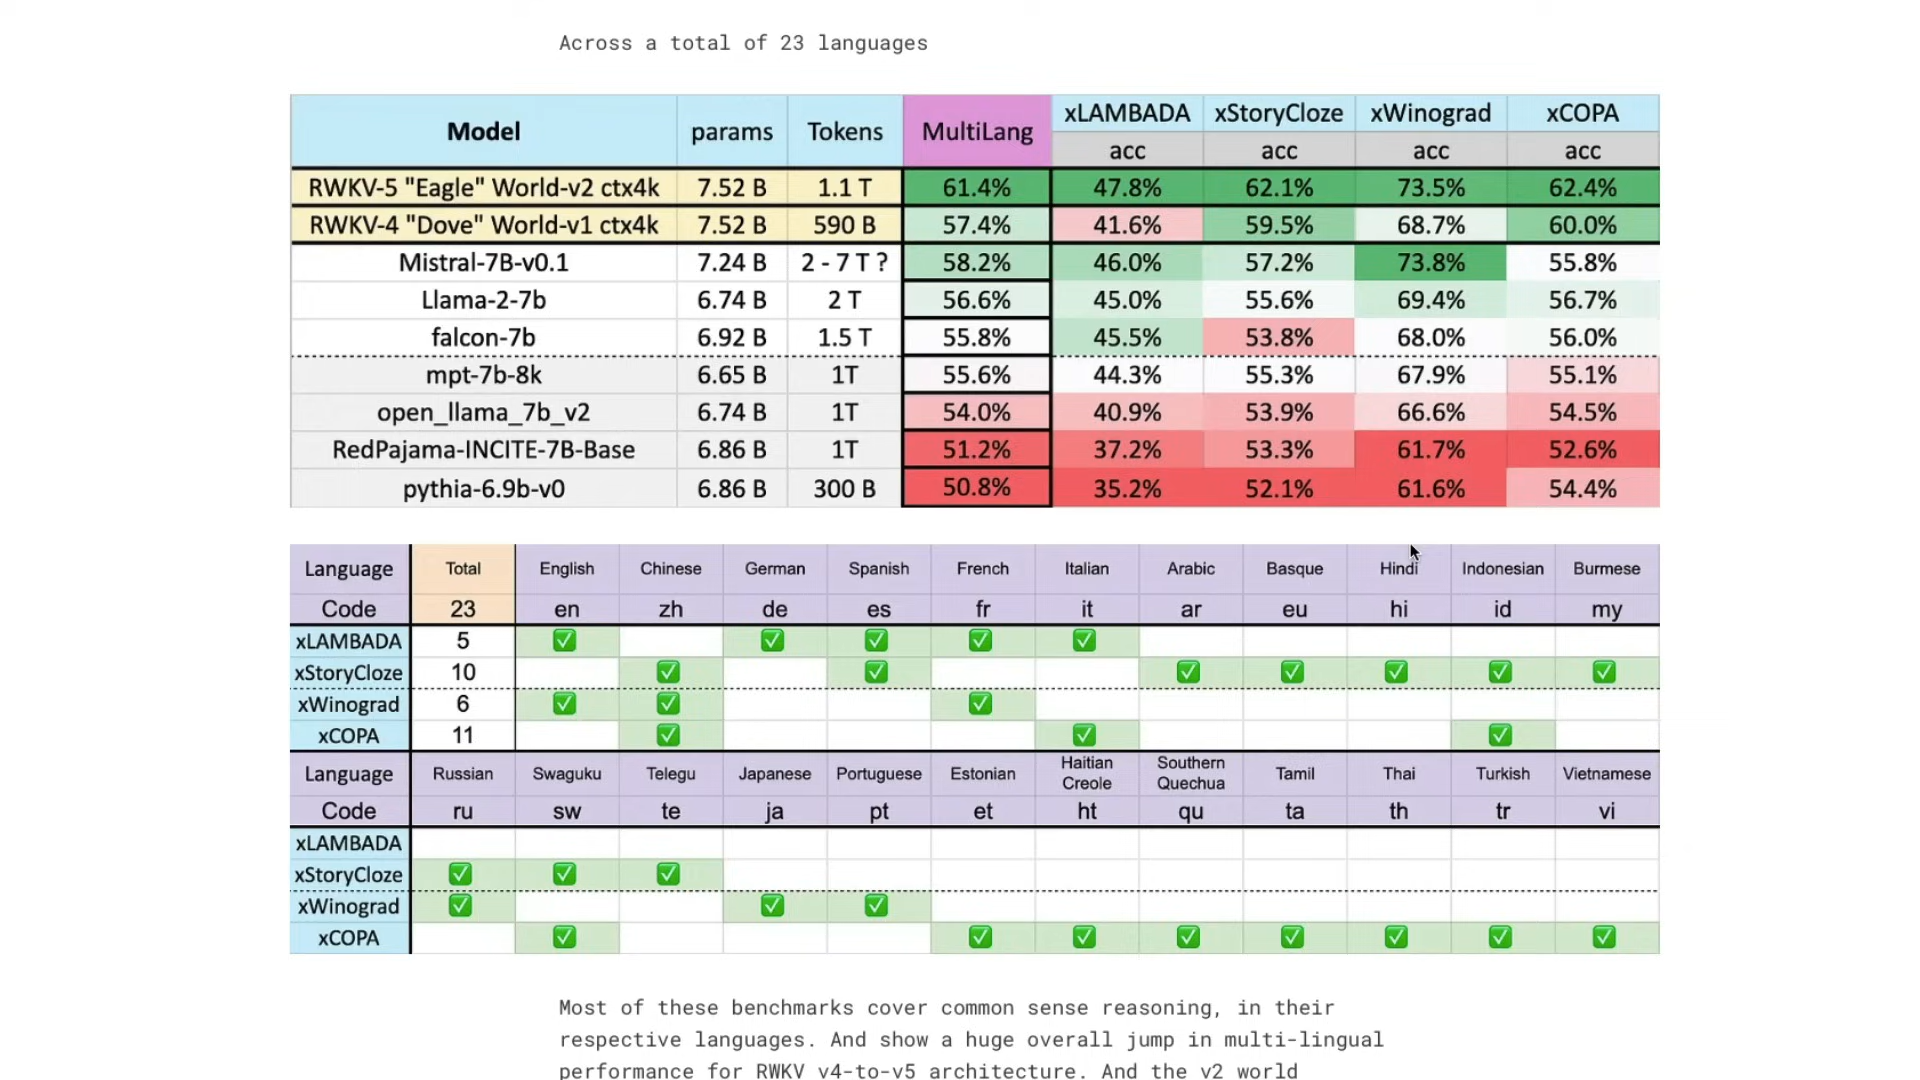 Across a total of 23 languages
Model params Tokens MultiLang xLAMBADA xStoryCloze xWinograd xCOPA
acc acc acc acc
RWKV-5 "Eagle" World-v2 ctx4k 7.52 B 1.1 T 61.4% 47.8% 62.1% 73.5% 62.4%
RWKV-4 "Dove" World-v1 ctx4k 7.52 B 590 B 57.4% 41.6% 59.5% 68.7% 60.0%
Mistral-7B-v0.1 7.24 B 2 - 7 T ? 58.2% 46.0% 57.2% 73.8% 55.8%
Llama-2-7b 6.74 B 2 T 56.6% 45.0% 55.6% 69.4% 56.7%
falcon-7b 6.92 B 1.5 T 55.8% 45.5% 53.8% 68.0% 56.0%
mpt-7b-8k 6.65 B 1T 55.6% 44.3% 55.3% 67.9% 55.1%
open_llama_7b_v2 6.74 B 1T 54.0% 40.9% 53.9% 66.6% 54.5%
RedPajama-INCITE-7B-Base 6.86 B 1T 51.2% 37.2% 53.3% 61.7% 52.6%
pythia-6.9b-v0 6.86 B 300 B 50.8% 35.2% 52.1% 61.6% 54.4%
Language Total English Chinese German Spanish French Italian Arabic Basque Hindi Indonesian Burmese
Code 23 en zh de es fr it ar eu hi id my
xLAMBADA 5 ✅ ✅ ✅ ✅ ✅
xStoryCloze 10 ✅ ✅ ✅ ✅ ✅ ✅ ✅
xWinograd 6 ✅ ✅ ✅
xCOPA 11 ✅ ✅ ✅
Language Russian Swaguku Telegu Japanese Portuguese Estonian Haitian Creole Southern Quechua Tamil Thai Turkish Vietnamese
Code ru sw te ja pt et ht qu ta th tr vi
xLAMBADA
xStoryCloze ✅ ✅ ✅
xWinograd ✅ ✅ ✅
xCOPA ✅ ✅ ✅ ✅ ✅ ✅ ✅ ✅
Most of these benchmarks cover common sense reasoning, in their
respective languages. And show a huge overall jump in multi-lingual
performance for RWKV v4-to-v5 architecture. And the v2 world